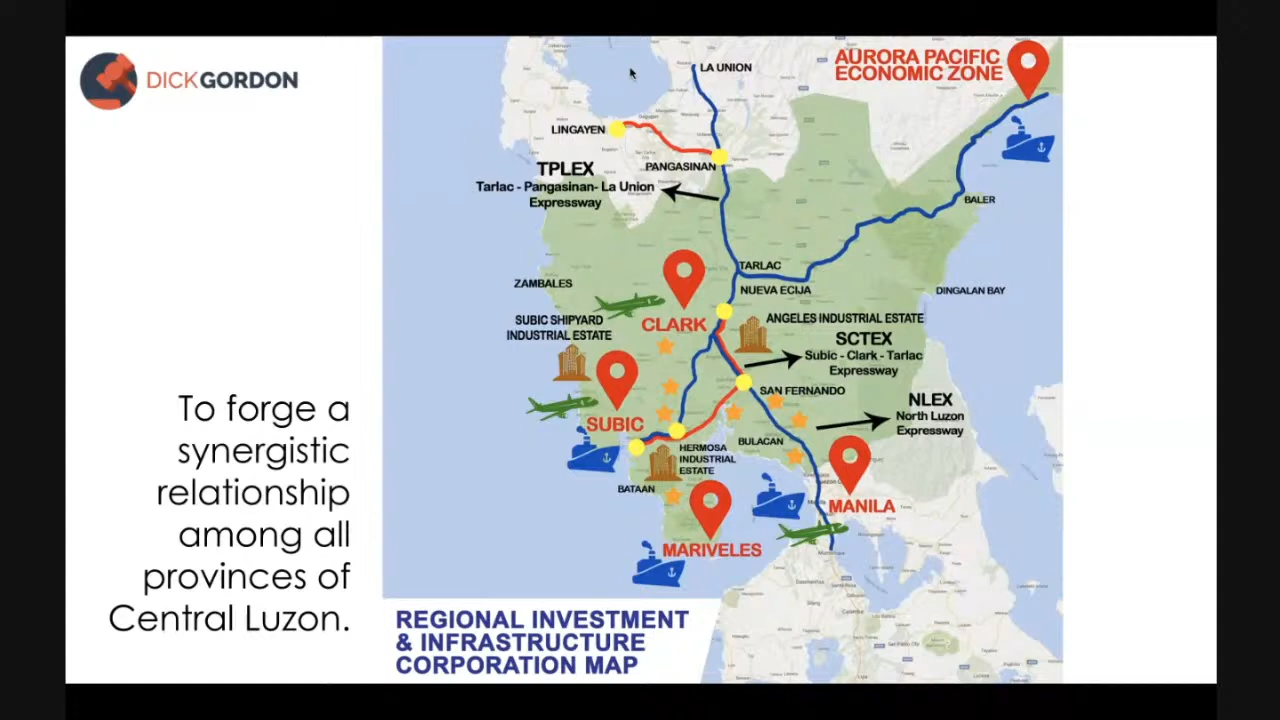 DICKGORDON
To forge a
synergistic
relationship
among all
provinces of
Central Luzon.
LA UNION
AURORA PACIFIC
ECONOMIC ZONE
LINGAYEN
PANGASINAN
TPLEX
Tarlac - Pangasinan- La Union
Expressway
BALER
TARLAC
ZAMBALES
NUEVA ECIJA
DINGALAN BAY
SUBIC SHIPYARD
INDUSTRIAL ESTATE
CLARK
ANGELES INDUSTRIAL ESTATE
SCTEX
Subic - Clark - Tarlac
Expressway
SAN FERNANDO
NLEX
North Luzon
Expressway
SUBIC
BULACAN
HERMOSA
INDUSTRIAL
ESTATE
BATAAN
MANILA
MARIVELES
REGIONAL INVESTMENT
& INFRASTRUCTURE
CORPORATION MAP